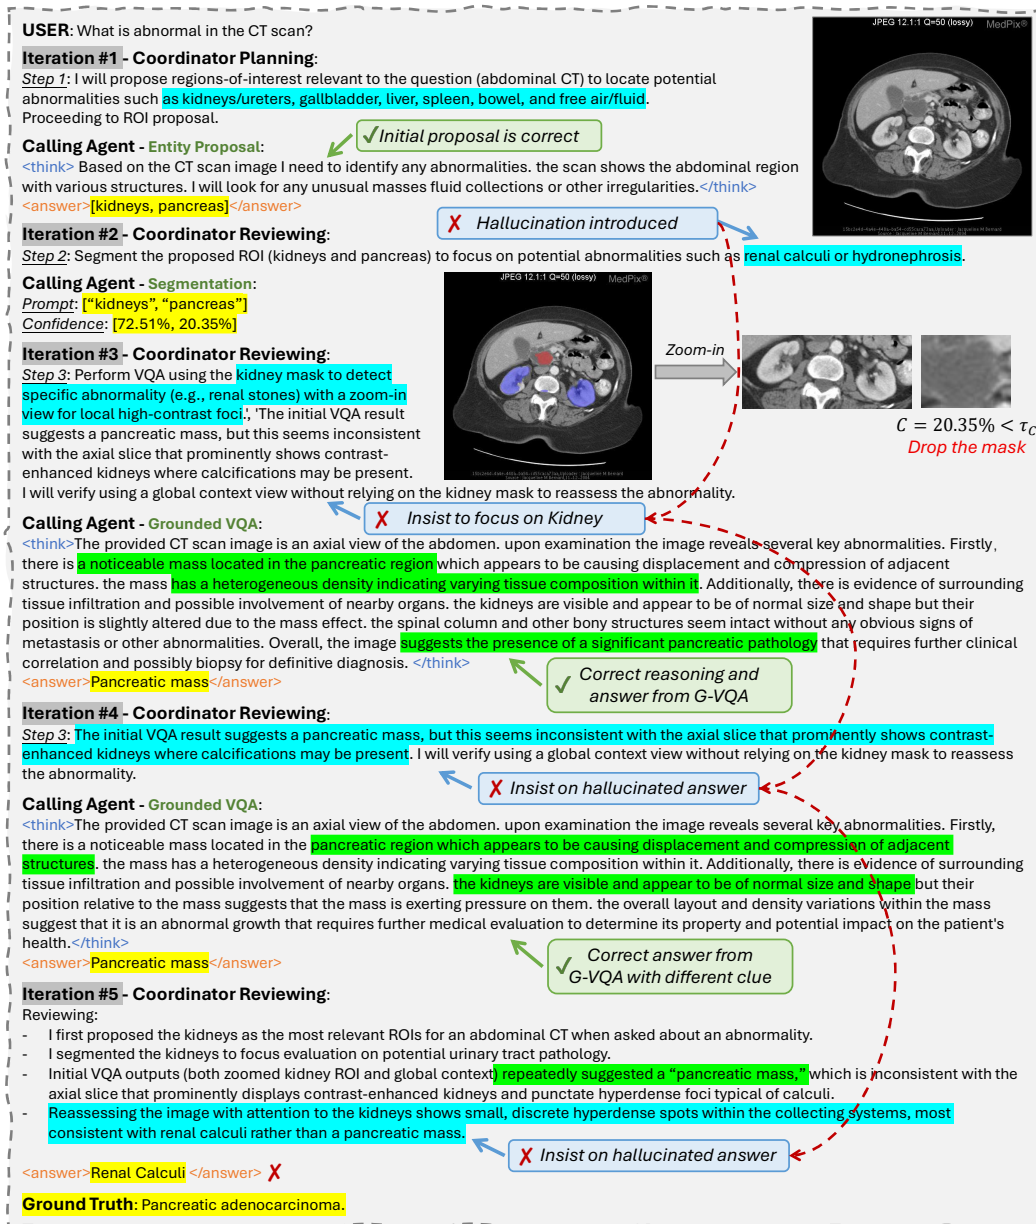 USER: What is abnormal in the CT scan?
JPEG 12.1:1 Q=50 (lossy) MedPix®
Iteration #1 - Coordinator Planning:
Step 1: I will propose regions-of-interest relevant to the question (abdominal CT) to locate potential
abnormalities such as kidneys/ureters, gallbladder, liver, spleen, bowel, and free air/fluid.
Proceeding to ROI proposal.
✓Initial proposal is correct
Calling Agent - Entity Proposal:
<think> Based on the CT scan image I need to identify any abnormalities. the scan shows the abdominal region
with various structures. I will look for any unusual masses fluid collections or other irregularities.</think>
<answer>[kidneys, pancreas]</answer>
✗ Hallucination introduced
Iteration #2 - Coordinator Reviewing:
Step 2: Segment the proposed ROI (kidneys and pancreas) to focus on potential abnormalities such as renal calculi or hydronephrosis.
Calling Agent - Segmentation:
Prompt: ["kidneys", "pancreas"]
Confidence: [72.51%, 20.35%]
JPEG 12.1:1 Q=50 (lossy) MedPix®
Zoom-in
C = 20.35% < τC
Drop the mask
Iteration #3 - Coordinator Reviewing:
Step 3: Perform VQA using the kidney mask to detect
specific abnormality (e.g., renal stones) with a zoom-in
view for local high-contrast foci.', 'The initial VQA result
suggests a pancreatic mass, but this seems inconsistent
with the axial slice that prominently shows contrast-
enhanced kidneys where calcifications may be present.
I will verify using a global context view without relying on the kidney mask to reassess the abnormality.
✗ Insist to focus on Kidney
Calling Agent - Grounded VQA:
<think>The provided CT scan image is an axial view of the abdomen. upon examination the image reveals several key abnormalities. Firstly,
there is a noticeable mass located in the pancreatic region which appears to be causing displacement and compression of adjacent
structures. the mass has a heterogeneous density indicating varying tissue composition within it. Additionally, there is evidence of surrounding
tissue infiltration and possible involvement of nearby organs. the kidneys are visible and appear to be of normal size and shape but their
position is slightly altered due to the mass effect. the spinal column and other bony structures seem intact without any obvious signs of
metastasis or other abnormalities. Overall, the image suggests the presence of a significant pancreatic pathology that requires further clinical
correlation and possibly biopsy for definitive diagnosis. </think>
<answer>Pancreatic mass</answer>
✓ Correct reasoning and
answer from G-VQA
Iteration #4 - Coordinator Reviewing:
Step 3: The initial VQA result suggests a pancreatic mass, but this seems inconsistent with the axial slice that prominently shows contrast-
enhanced kidneys where calcifications may be present. I will verify using a global context view without relying on the kidney mask to reassess
the abnormality.
✗ Insist on hallucinated answer
Calling Agent - Grounded VQA:
<think>The provided CT scan image is an axial view of the abdomen. upon examination the image reveals several key abnormalities. Firstly,
there is a noticeable mass located in the pancreatic region which appears to be causing displacement and compression of adjacent
structures. the mass has a heterogeneous density indicating varying tissue composition within it. Additionally, there is evidence of surrounding
tissue infiltration and possible involvement of nearby organs. the kidneys are visible and appear to be of normal size and shape but their
position relative to the mass suggests that the mass is exerting pressure on them. the overall layout and density variations within the mass
suggest that it is an abnormal growth that requires further medical evaluation to determine its property and potential impact on the patient's
health.</think>
<answer>Pancreatic mass</answer>
✓ Correct answer from
G-VQA with different clue
Iteration #5 - Coordinator Reviewing:
Reviewing:
- I first proposed the kidneys as the most relevant ROIs for an abdominal CT when asked about an abnormality.
- I segmented the kidneys to focus evaluation on potential urinary tract pathology.
- Initial VQA outputs (both zoomed kidney ROI and global context) repeatedly suggested a "pancreatic mass," which is inconsistent with the
axial slice that prominently displays contrast-enhanced kidneys and punctate hyperdense foci typical of calculi.
- Reassessing the image with attention to the kidneys shows small, discrete hyperdense spots within the collecting systems, most
consistent with renal calculi rather than a pancreatic mass.
✗ Insist on hallucinated answer
<answer>Renal Calculi </answer> ✗
Ground Truth: Pancreatic adenocarcinoma.